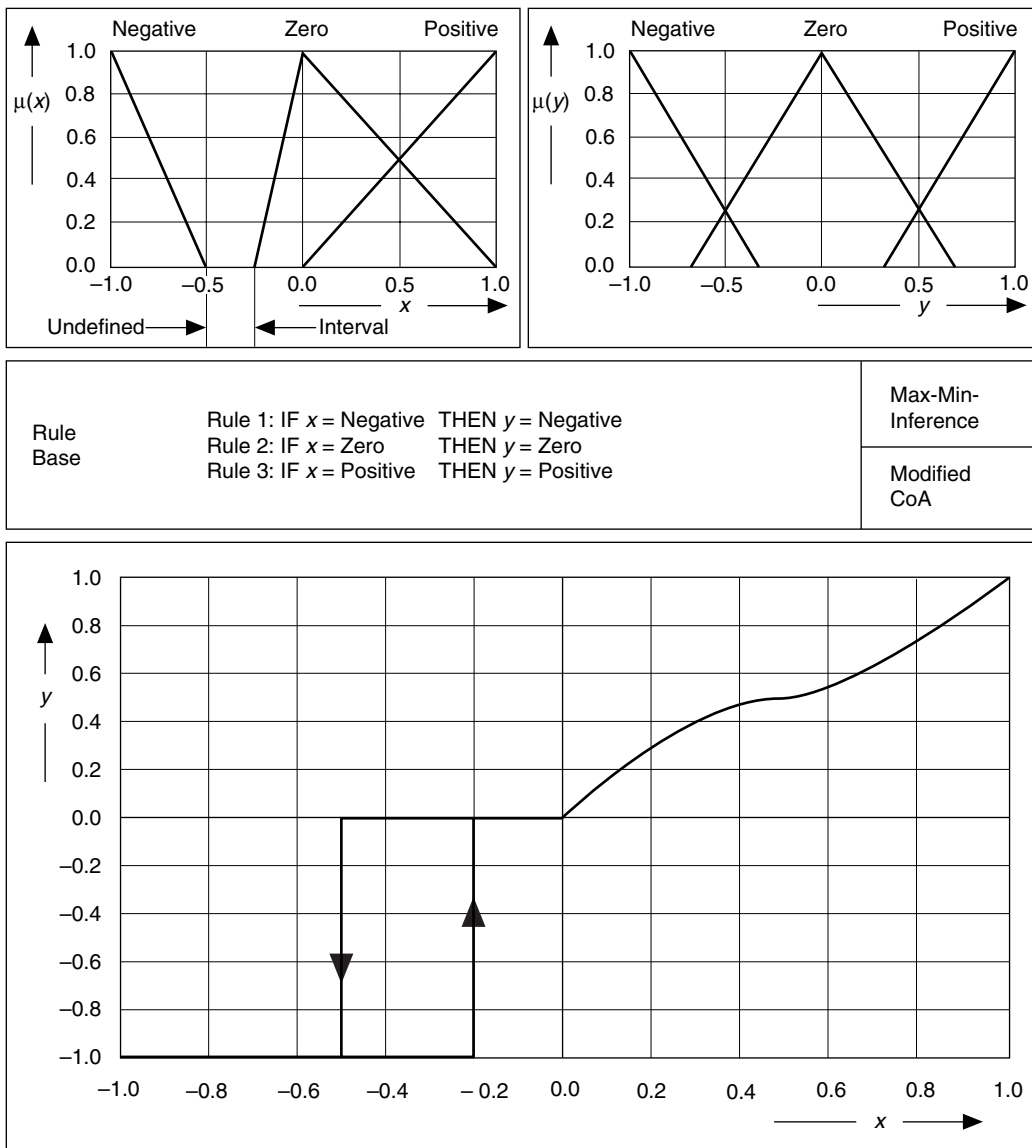 Negative Zero Positive
1.0
0.8
μ(x)
0.6
0.4
0.2
0.0
–1.0 –0.5 0.0 0.5 1.0
x
Undefined Interval
Negative Zero Positive
1.0
0.8
μ(y)
0.6
0.4
0.2
0.0
–1.0 –0.5 0.0 0.5 1.0
y
Rule
Base
Rule 1: IF x = Negative THEN y = Negative
Rule 2: IF x = Zero THEN y = Zero
Rule 3: IF x = Positive THEN y = Positive
Max-Min-
Inference
Modified
CoA
1.0
0.8
0.6
y
0.4
0.2
0.0
–0.2
–0.4
–0.6
–0.8
–1.0
–1.0 –0.8 –0.6 –0.4 –0.2 0.0 0.2 0.4 0.6 0.8 1.0
x